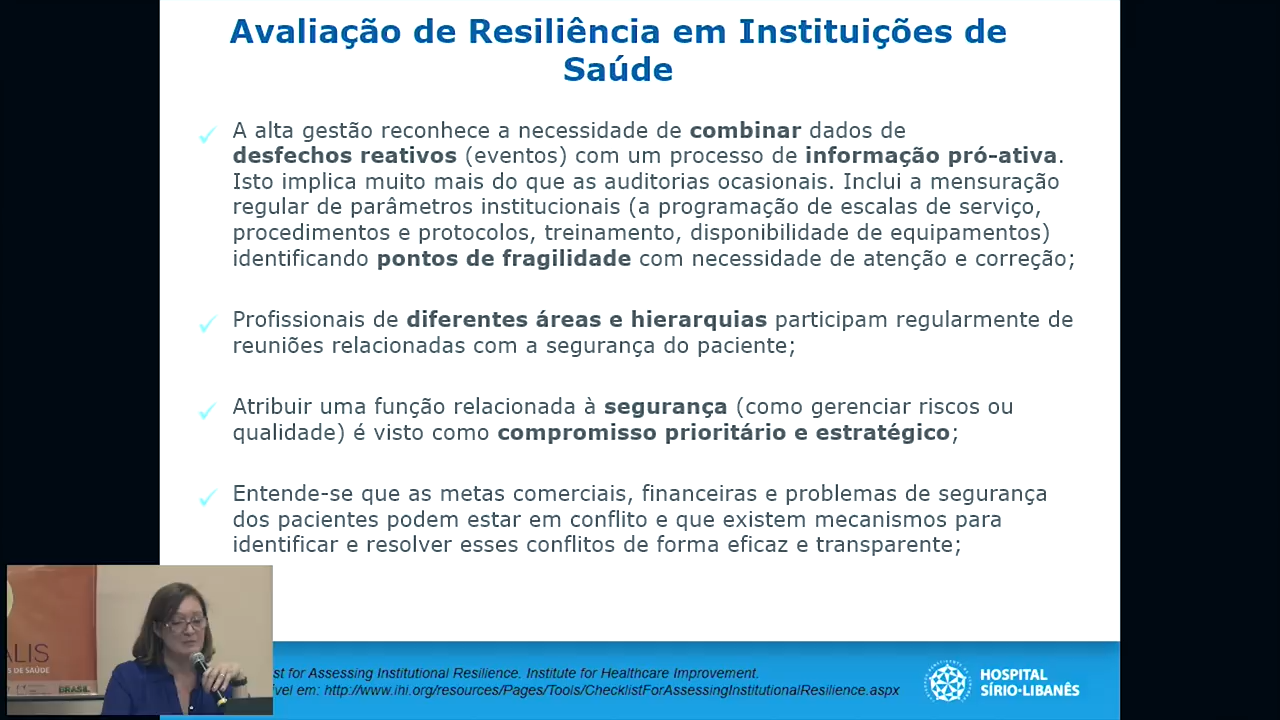 Avaliação de Resiliência em Instituições de
Saúde
A alta gestão reconhece a necessidade de combinar dados de
desfechos reativos (eventos) com um processo de informação pró-ativa.
Isto implica muito mais do que as auditorias ocasionais. Inclui a mensuração
regular de parâmetros institucionais (a programação de escalas de serviço,
procedimentos e protocolos, treinamento, disponibilidade de equipamentos)
identificando pontos de fragilidade com necessidade de atenção e correção;
Profissionais de diferentes áreas e hierarquias participam regularmente de
reuniões relacionadas com a segurança do paciente;
Atribuir uma função relacionada à segurança (como gerenciar riscos ou
qualidade) é visto como compromisso prioritário e estratégico;
Entende-se que as metas comerciais, financeiras e problemas de segurança
dos pacientes podem estar em conflito e que existem mecanismos para
identificar e resolver esses conflitos de forma eficaz e transparente;
for Assessing Institutional Resilience. Institute for Healthcare Improvement.
em: http://www.ihi.org/resources/Pages/Tools/ChecklistForAssessingInstitutionalResilience.aspx
HOSPITAL
SÍRIO-LIBANÊS
DE SAÚDE
BRASIL